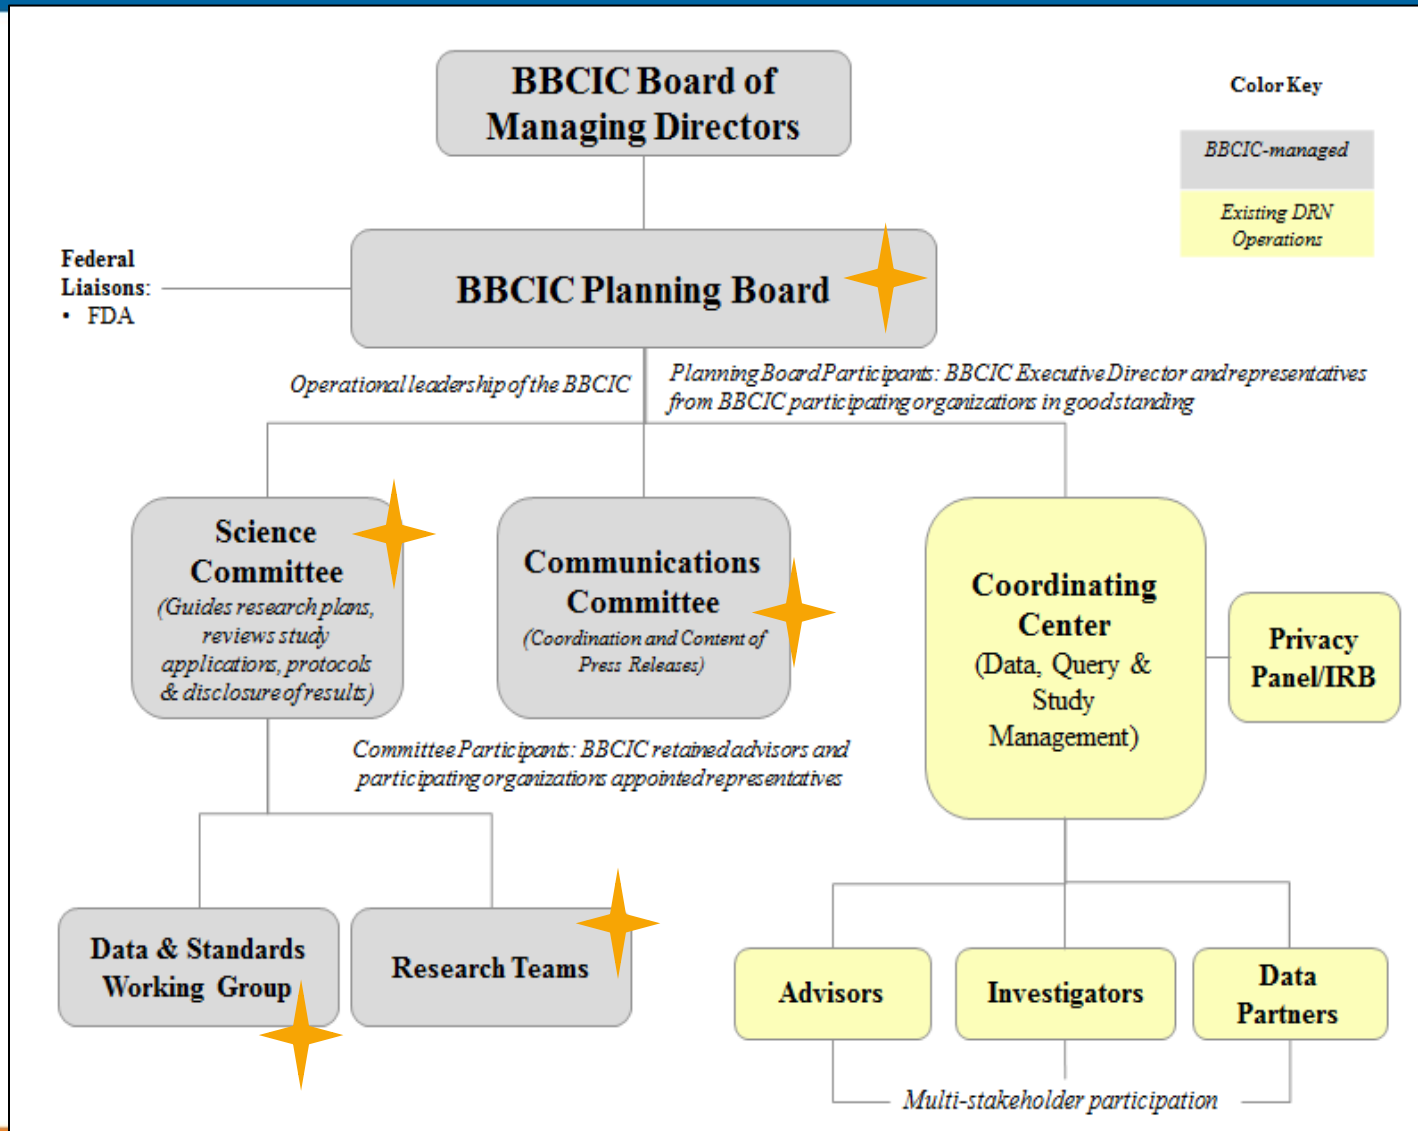 BBCIC Board of
Managing Directors
Color Key
BBCIC-managed
Existing DRN
Operations
Federal
Liaisons:
• FDA
BBCIC Planning Board
Operational leadership of the BBCIC
Planning Board Participants: BBCIC Executive Director and representatives
from BBCIC participating organizations in good standing
Science
Committee
(Guides research plans,
reviews study
applications, protocols
& disclosure of results)
Communications
Committee
(Coordination and Content of
Press Releases)
Coordinating
Center
(Data, Query &
Study
Management)
Privacy
Panel/IRB
Committee Participants: BBCIC retained advisors and
participating organizations appointed representatives
Data & Standards
Working Group
Research Teams
Advisors
Investigators
Data
Partners
Multi-stakeholder participation